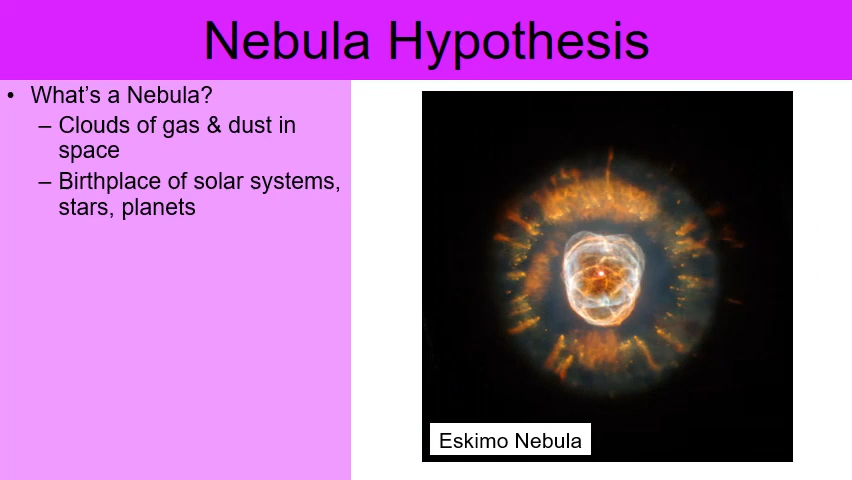 Nebula Hypothesis
• What’s a Nebula?
– Clouds of gas & dust in
space
– Birthplace of solar systems,
stars, planets
Eskimo Nebula